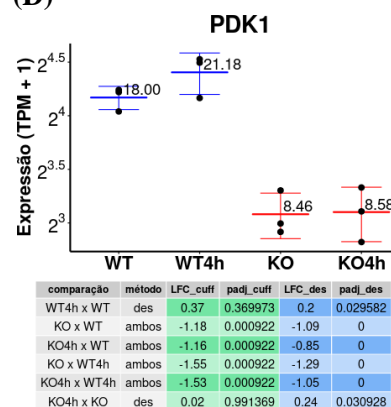 (D)
PDK1
Expressão (TPM + 1)
2^4.5
2^4
2^3.5
2^3
18.00
21.18
8.46
8.58
WT WT4h KO KO4h
comparação método LFC_cuff padj_cuff LFC_des padj_des
WT4h x WT des 0.37 0.369973 0.2 0.029582
KO x WT ambos -1.18 0.000922 -1.09 0
KO4h x WT ambos -1.16 0.000922 -0.85 0
KO x WT4h ambos -1.55 0.000922 -1.29 0
KO4h x WT4h ambos -1.53 0.000922 -1.05 0
KO4h x KO des 0.02 0.991369 0.24 0.030928